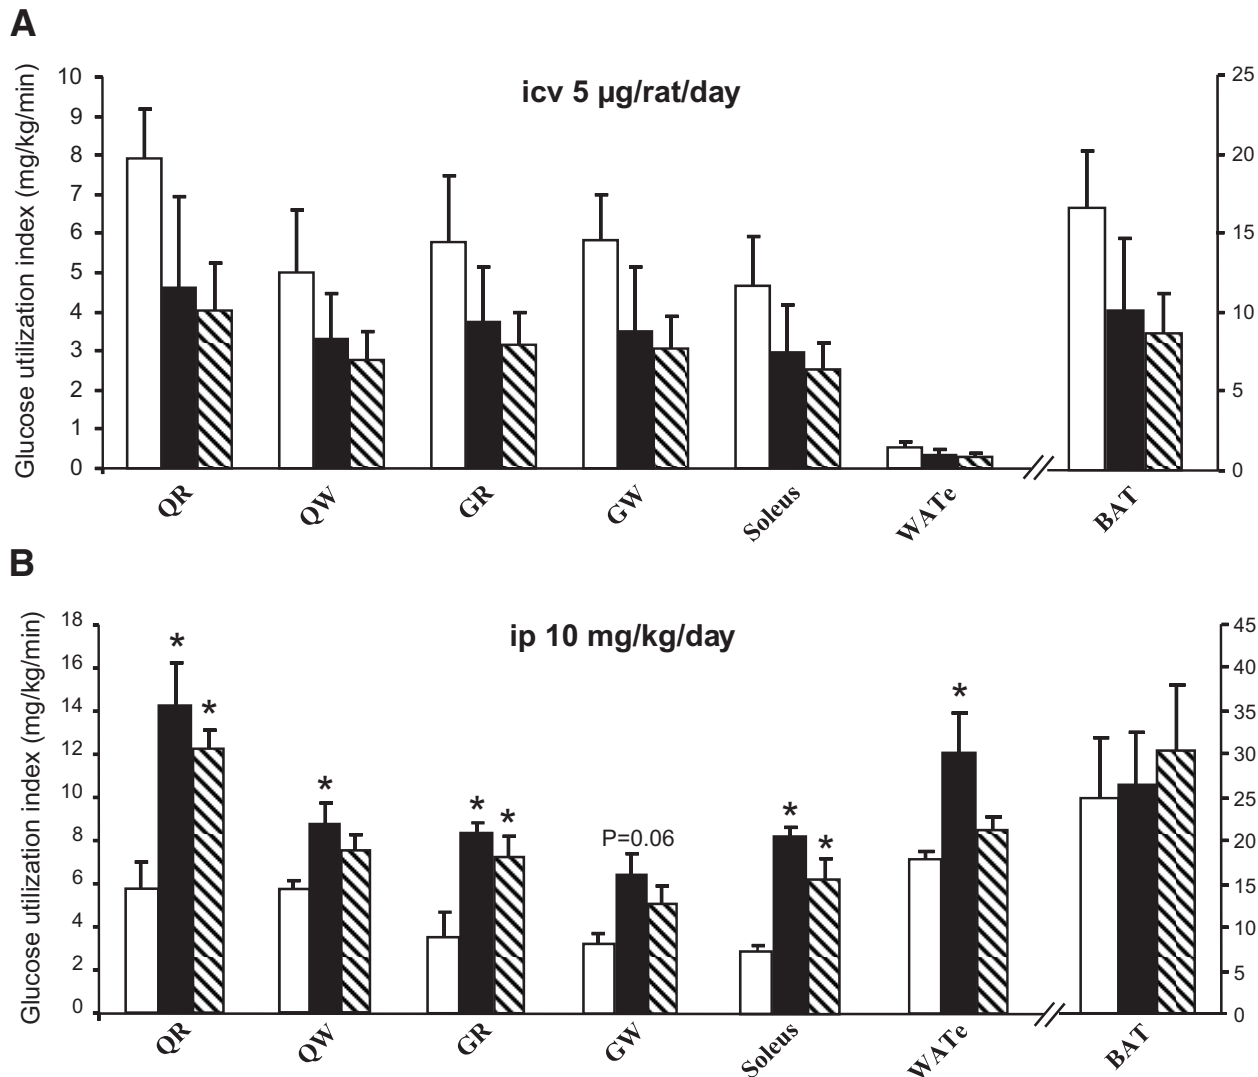 A
icv 5 µg/rat/day
Glucose utilization index (mg/kg/min)
10
9
8
7
6
5
4
3
2
1
0
25
20
15
10
5
0
QR
QW
GR
GW
Soleus
WATe
BAT
B
ip 10 mg/kg/day
Glucose utilization index (mg/kg/min)
18
16
14
12
10
8
6
4
2
0
*
*
*
*
*
P=0.06
*
*
*
45
40
35
30
25
20
15
10
5
0
QR
QW
GR
GW
Soleus
WATe
BAT